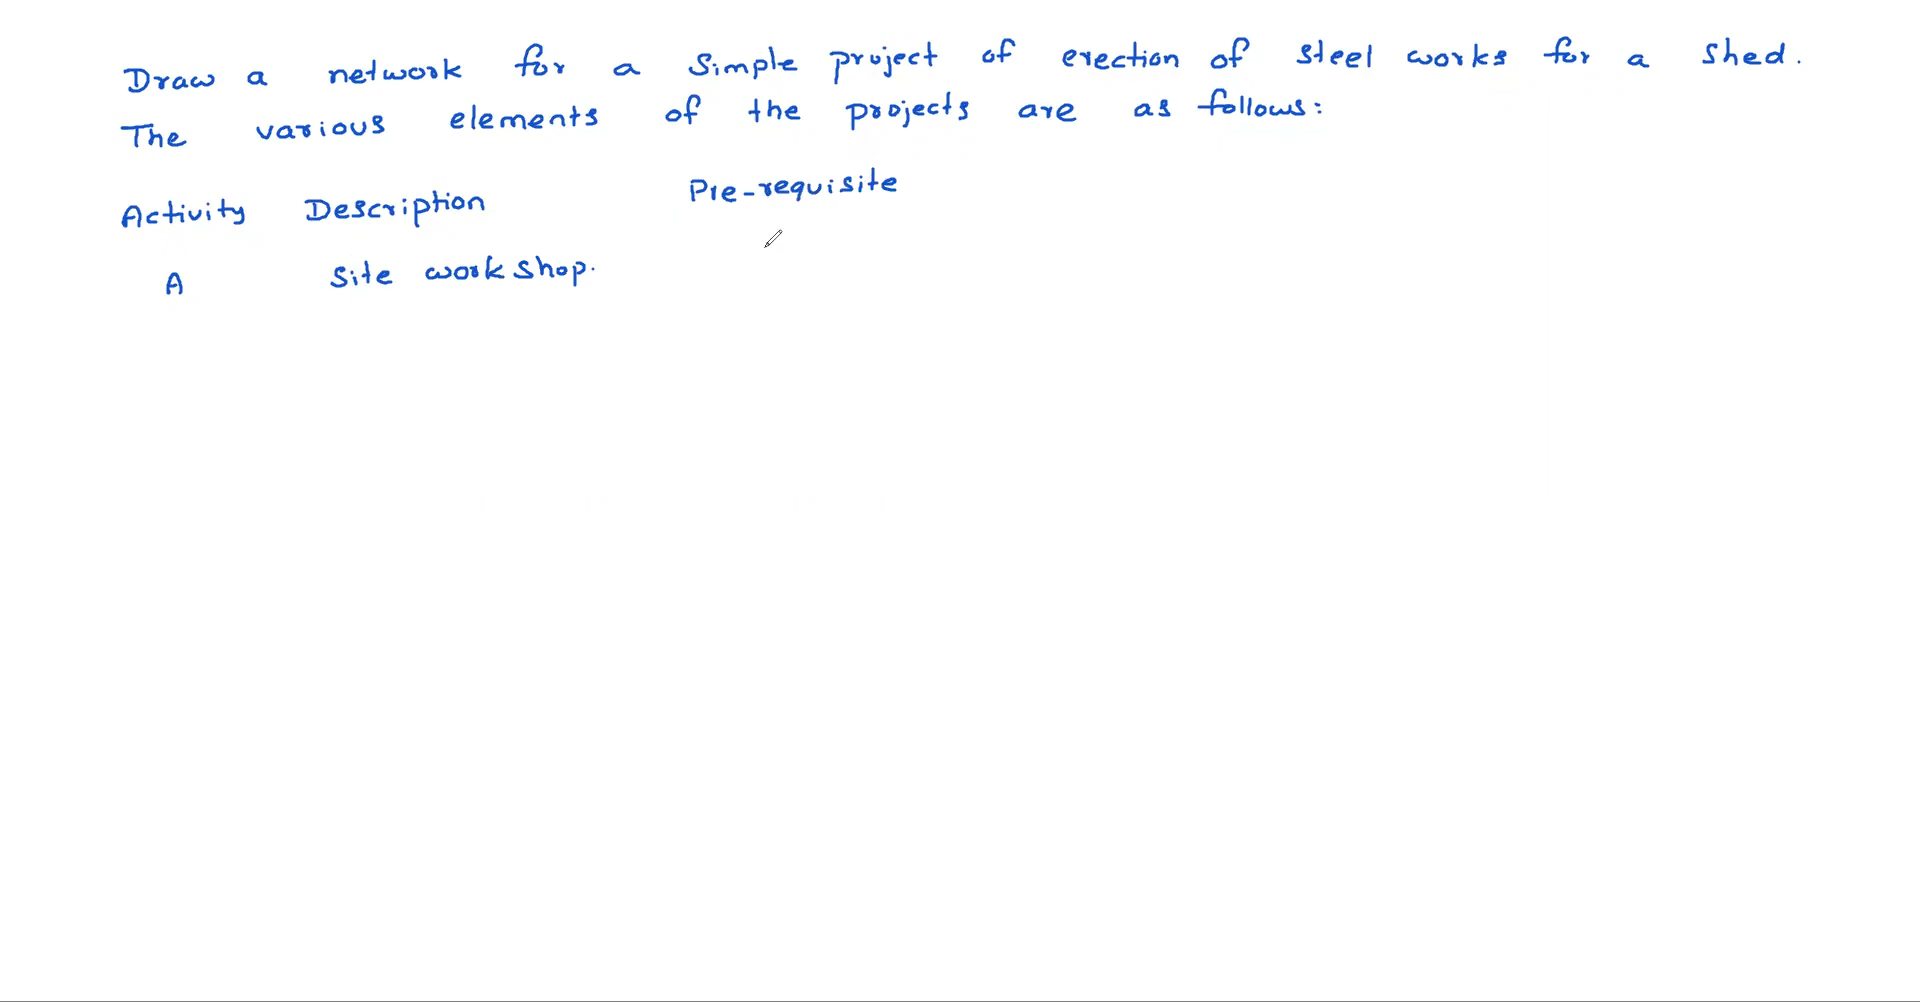 Draw a network for a simple project of erection of steel works for a shed.
The various elements of the projects are as follows:
Activity Description Pre-requisite
A Site workshop.